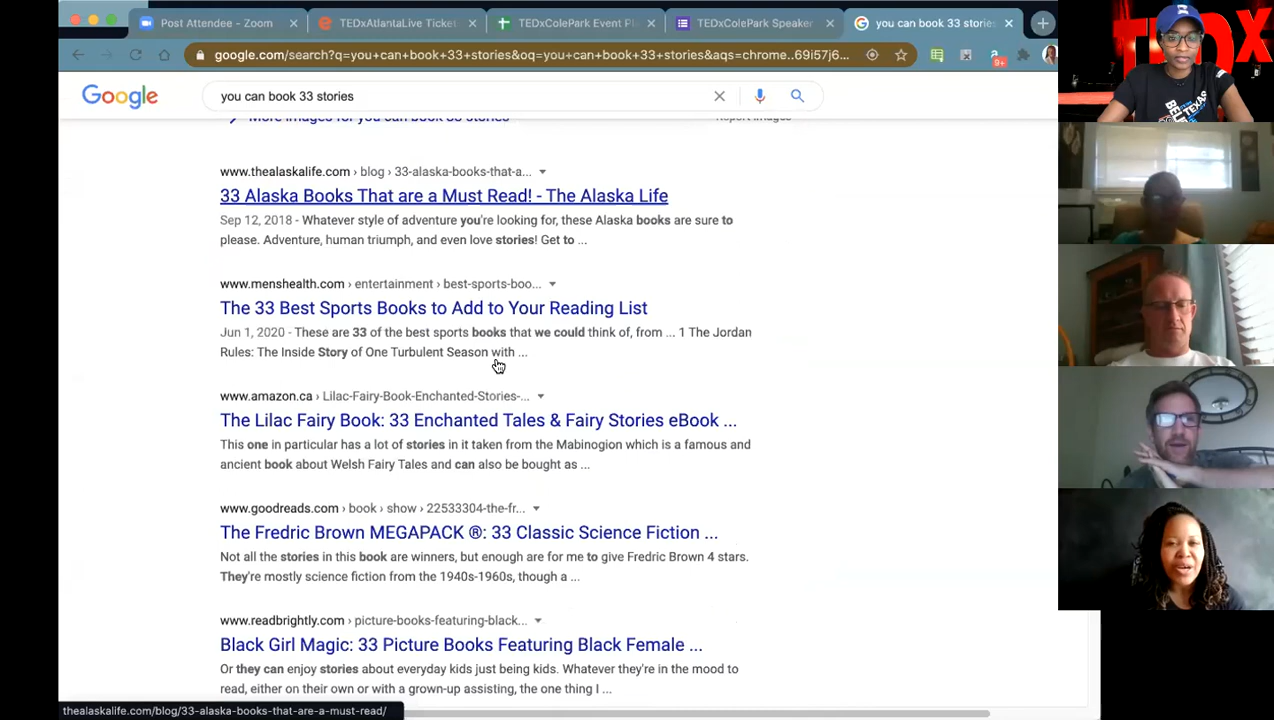 Post Attendee - Zoom
TEDxAtlantaLive Ticke
TEDxColePark Event Pl
TEDxColePark Speaker
you can book 33 stories
google.com/search?q=you+can+book+33+stories&oq=you+can+book+33+stories&aqs=chrome..69i57j6...
9+
Google
you can book 33 stories
More images for you can book 33 stories
Report images
www.thealaskalife.com › blog › 33-alaska-books-that-a...
33 Alaska Books That are a Must Read! - The Alaska Life
Sep 12, 2018 - Whatever style of adventure you're looking for, these Alaska books are sure to
please. Adventure, human triumph, and even love stories! Get to ...
www.menshealth.com › entertainment › best-sports-boo...
The 33 Best Sports Books to Add to Your Reading List
Jun 1, 2020 - These are 33 of the best sports books that we could think of, from ... 1 The Jordan
Rules: The Inside Story of One Turbulent Season with ...
www.amazon.ca › Lilac-Fairy-Book-Enchanted-Stories-...
The Lilac Fairy Book: 33 Enchanted Tales & Fairy Stories eBook ...
This one in particular has a lot of stories in it taken from the Mabinogion which is a famous and
ancient book about Welsh Fairy Tales and can also be bought as ...
www.goodreads.com › book › show › 22533304-the-fr...
The Fredric Brown MEGAPACK ®: 33 Classic Science Fiction ...
Not all the stories in this book are winners, but enough are for me to give Fredric Brown 4 stars.
They're mostly science fiction from the 1940s-1960s, though a ...
www.readbrightly.com › picture-books-featuring-black...
Black Girl Magic: 33 Picture Books Featuring Black Female ...
Or they can enjoy stories about everyday kids just being kids. Whatever they're in the mood to
read, either on their own or with a grown-up assisting, the one thing I ...
thealaskalife.com/blog/33-alaska-books-that-are-a-must-read/
TEDX
TEXAS